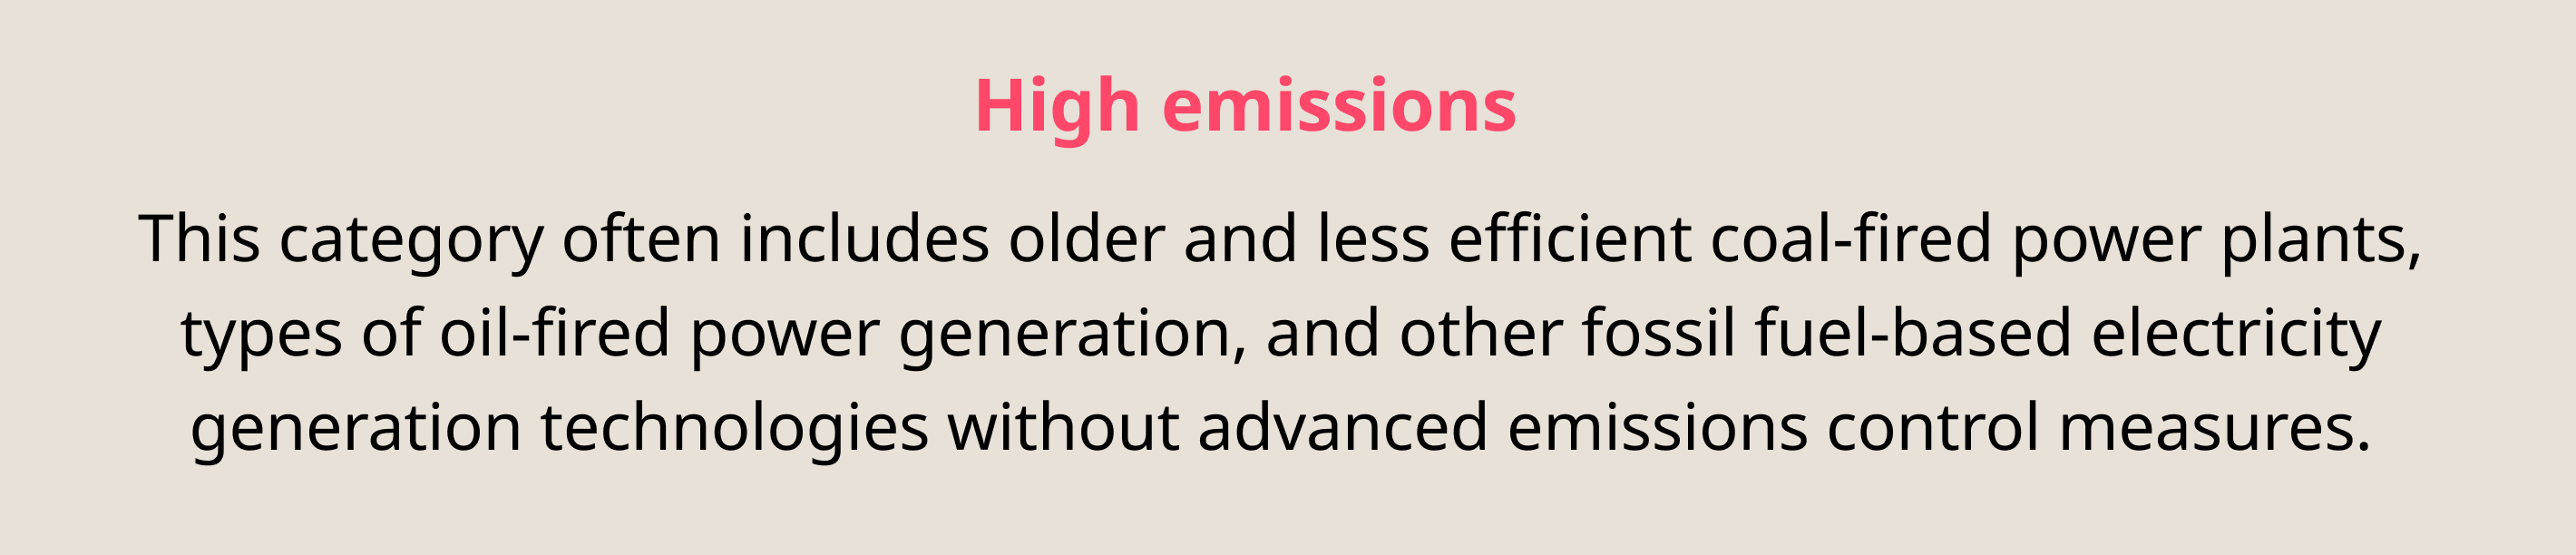 High emissions
This category often includes older and less efficient coal-fired power plants,
types of oil-fired power generation, and other fossil fuel-based electricity
generation technologies without advanced emissions control measures.